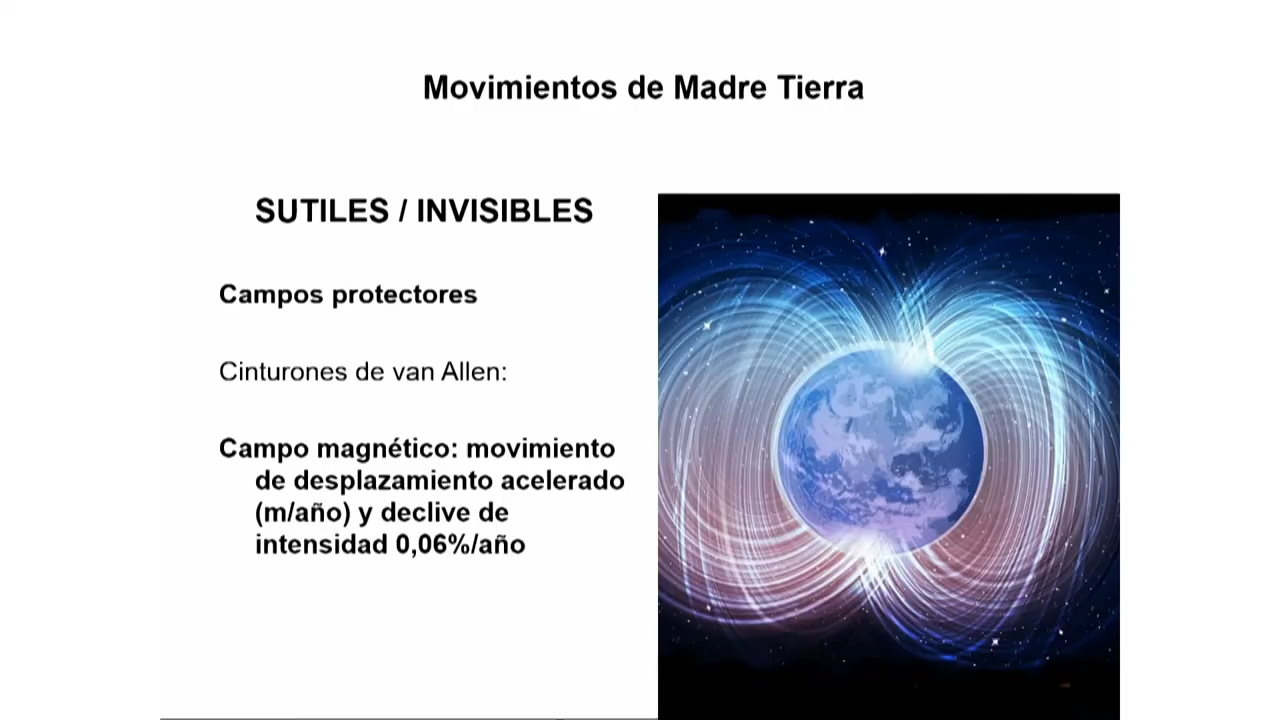 Movimientos de Madre Tierra
SUTILES / INVISIBLES
Campos protectores
Cinturones de van Allen:
Campo magnético: movimiento
de desplazamiento acelerado
(m/año) y declive de
intensidad 0,06%/año